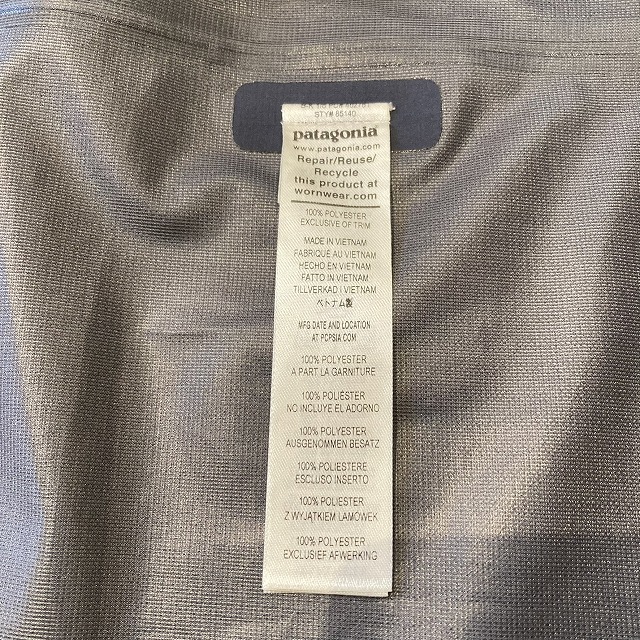 STY# 85140
patagonia
www.patagonia.com
Repair/Reuse/
Recycle
this product at
wornwear.com
100% POLYESTER
EXCLUSIVE OF TRIM
MADE IN VIETNAM
FABRIQUÉ AU VIETNAM
HECHO EN VIETNAM
FATTO IN VIETNAM
TILLVERKAD I VIETNAM
ベトナム製
MFG DATE AND LOCATION
AT PCPSIA.COM
100% POLYESTER
À PART LA GARNITURE
100% POLIÉSTER
NO INCLUYE EL ADORNO
100% POLYESTER
AUSGENOMMEN BESATZ
100% POLIESTERE
ESCLUSO INSERTO
100% POLIESTER
Z WYJĄTKIEM LAMÓWEK
100% POLYESTER
EXCLUSIEF AFWERKING